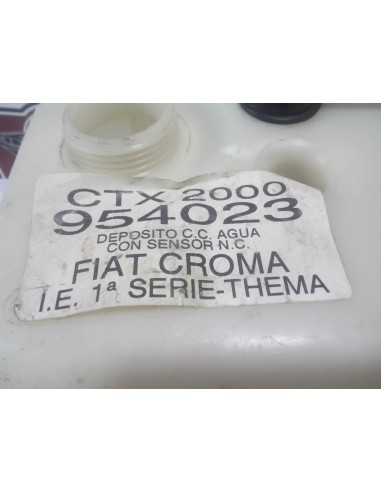 CTX 2000
954023
DEPOSITO C.C. AGUA
CON SENSOR N.C.
FIAT CROMA
I.E. 1ª SERIE-THEMA